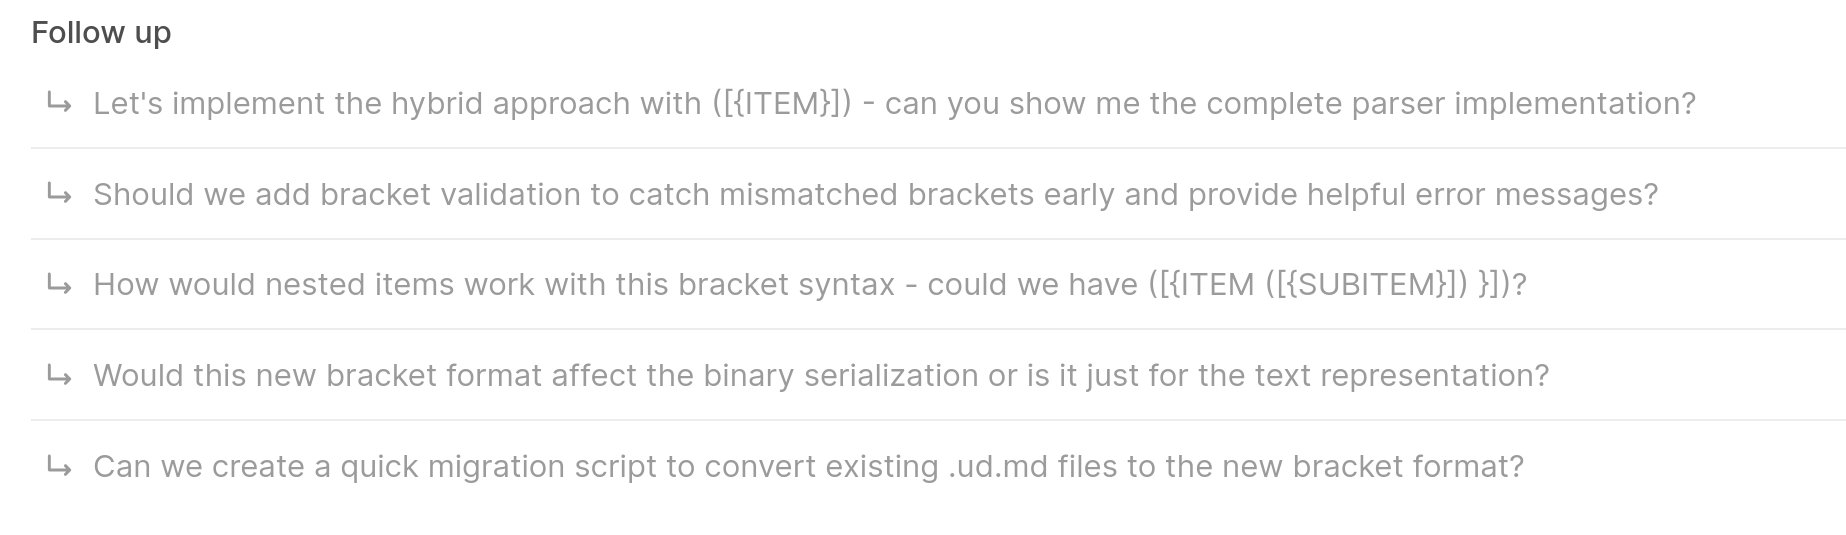 Follow up
Let's implement the hybrid approach with ([{ITEM}]) - can you show me the complete parser implementation?
Should we add bracket validation to catch mismatched brackets early and provide helpful error messages?
How would nested items work with this bracket syntax - could we have ([{ITEM ([{SUBITEM}]) }])?
Would this new bracket format affect the binary serialization or is it just for the text representation?
Can we create a quick migration script to convert existing .ud.md files to the new bracket format?